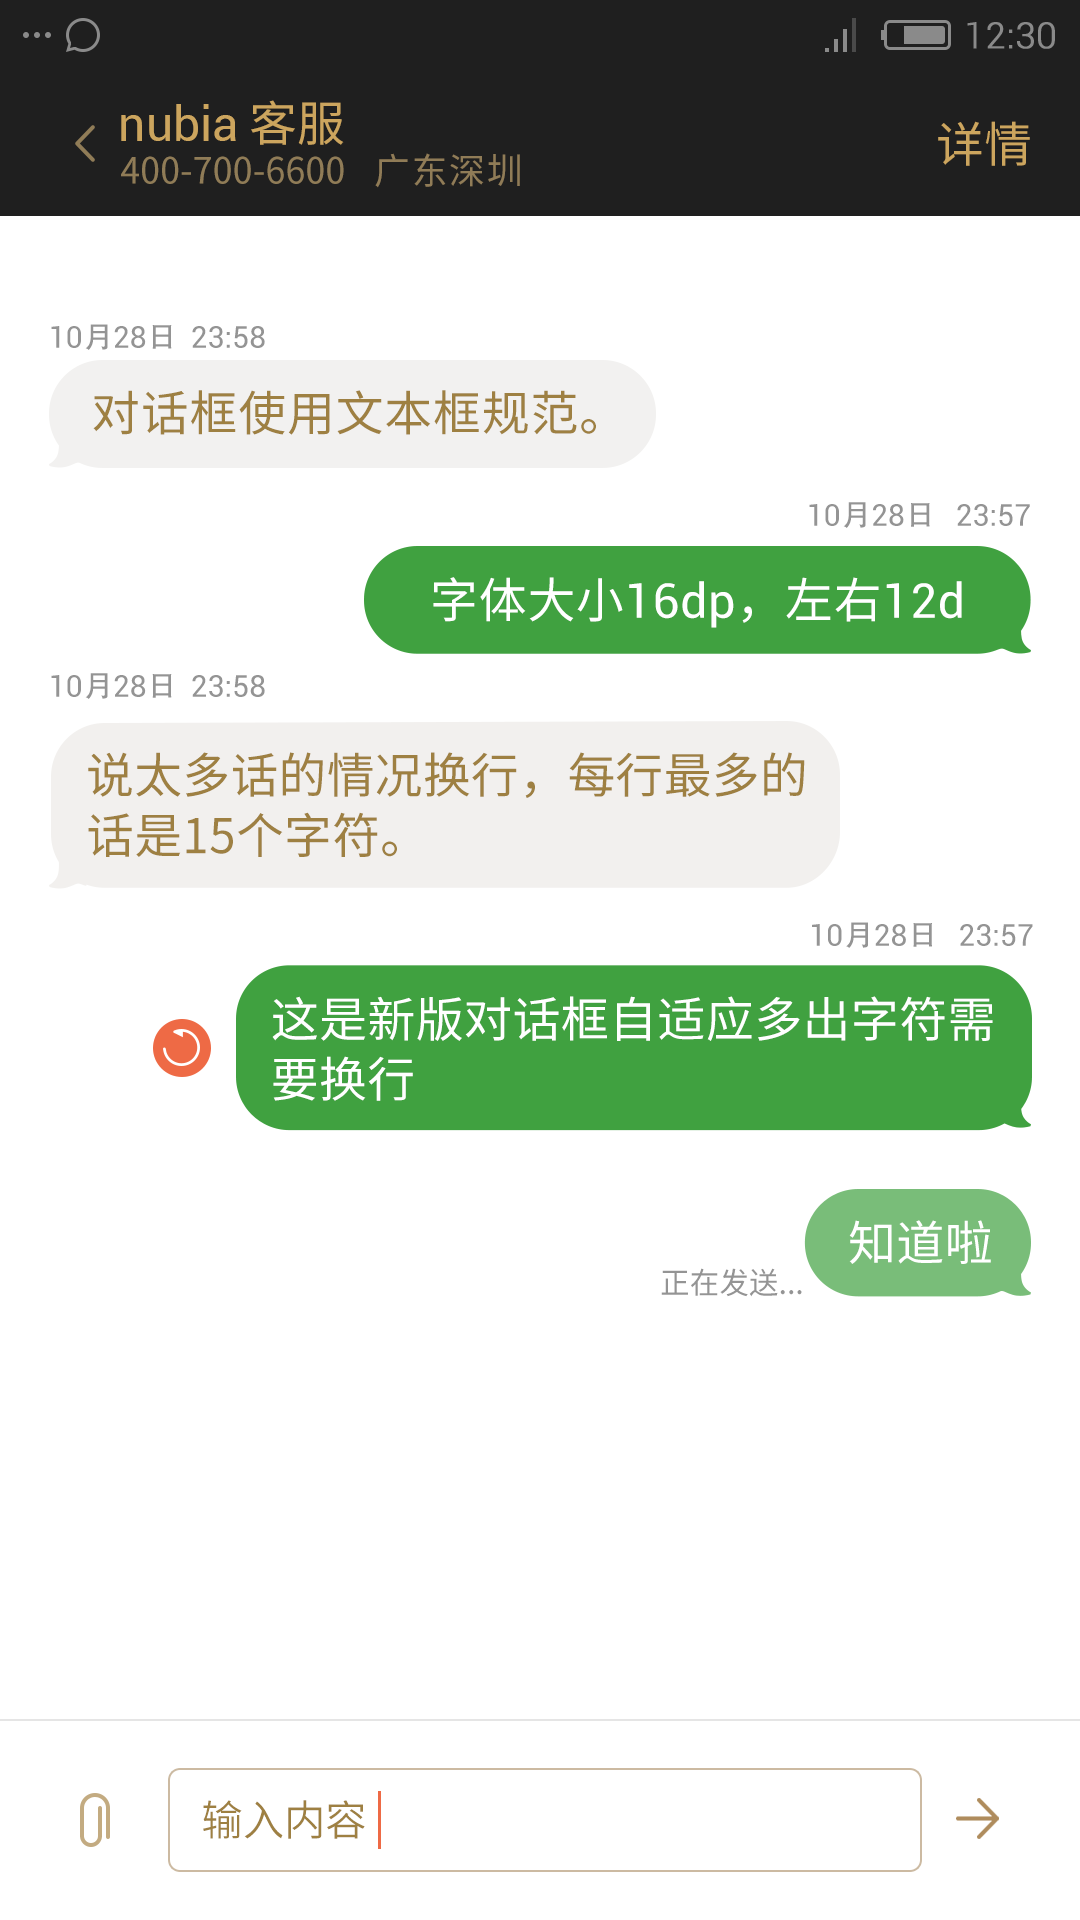 12:30
nubia 客服
400-700-6600 广东深圳
详情
10月28日 23:58
对话框使用文本框规范。
10月28日 23:57
字体大小16dp，左右12d
10月28日 23:58
说太多话的情况换行，每行最多的
话是15个字符。
10月28日 23:57
这是新版对话框自适应多出字符需
要换行
知道啦
正在发送...
输入内容